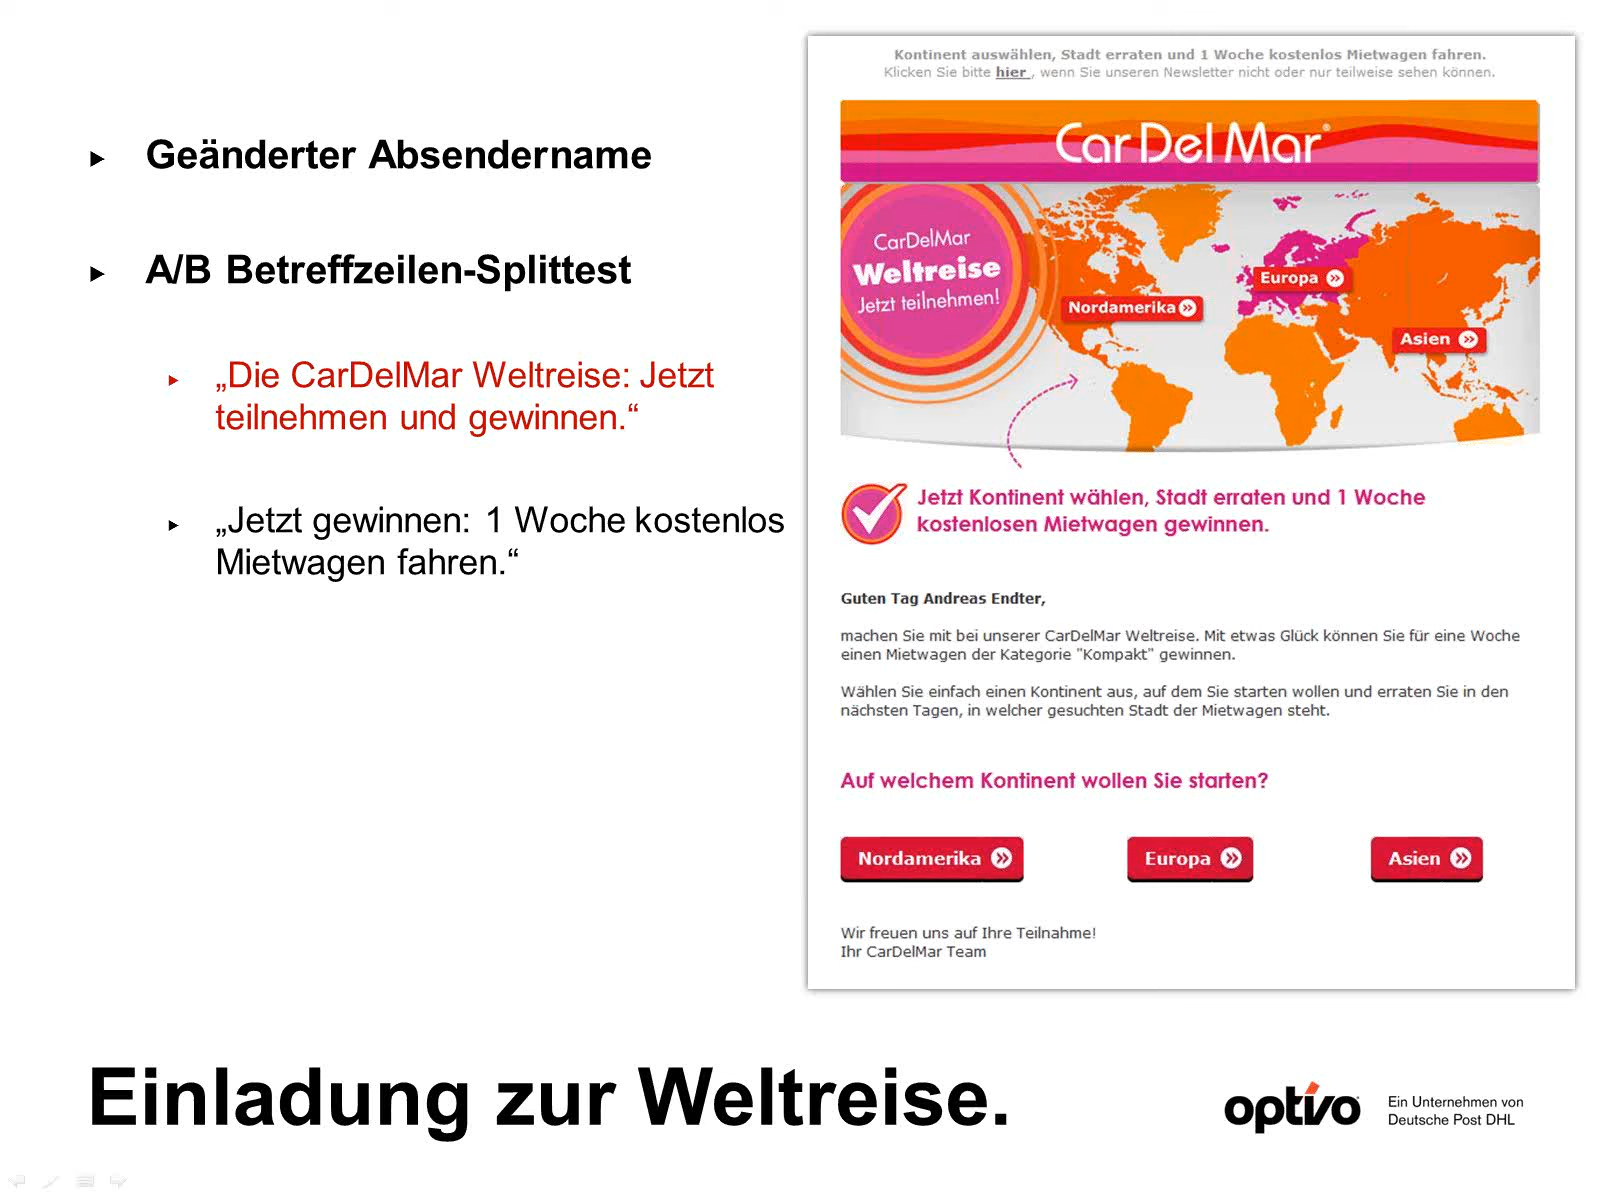 Geänderter Absendername
A/B Betreffzeilen-Splittest
„Die CarDelMar Weltreise: Jetzt
teilnehmen und gewinnen.“
„Jetzt gewinnen: 1 Woche kostenlos
Mietwagen fahren.“
Kontinent auswählen, Stadt erraten und 1 Woche kostenlos Mietwagen fahren.
Klicken Sie bitte hier , wenn Sie unseren Newsletter nicht oder nur teilweise sehen können.
CarDelMar®
CarDelMar
Weltreise
Jetzt teilnehmen!
Nordamerika
Europa
Asien
Jetzt Kontinent wählen, Stadt erraten und 1 Woche
kostenlosen Mietwagen gewinnen.
Guten Tag Andreas Endter,
machen Sie mit bei unserer CarDelMar Weltreise. Mit etwas Glück können Sie für eine Woche
einen Mietwagen der Kategorie "Kompakt" gewinnen.
Wählen Sie einfach einen Kontinent aus, auf dem Sie starten wollen und erraten Sie in den
nächsten Tagen, in welcher gesuchten Stadt der Mietwagen steht.
Auf welchem Kontinent wollen Sie starten?
Nordamerika
Europa
Asien
Wir freuen uns auf Ihre Teilnahme!
Ihr CarDelMar Team
Einladung zur Weltreise.
optivo
Ein Unternehmen von
Deutsche Post DHL